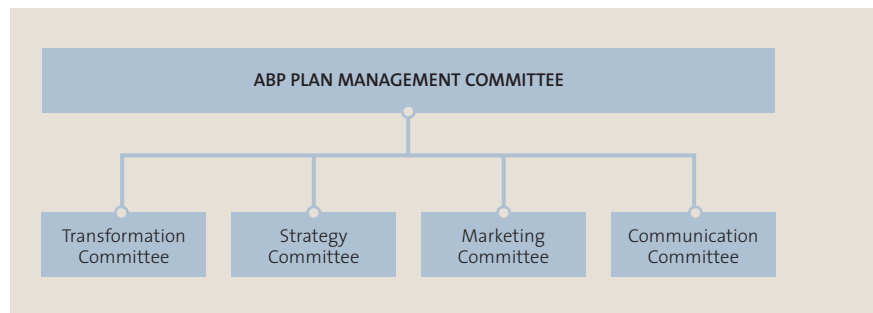 ABP PLAN MANAGEMENT COMMITTEE
Transformation
Committee
Strategy
Committee
Marketing
Committee
Communication
Committee